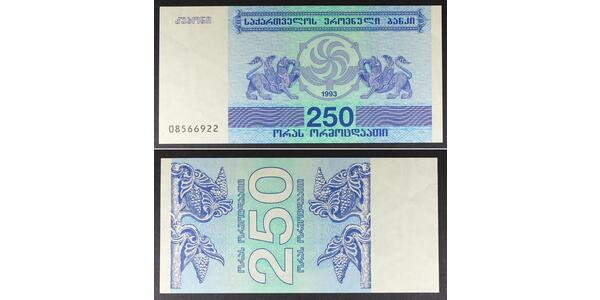 კუპონი
საქართველოს ეროვნული ბანკი
1993
250
ორას ორმოცდაათი
08566922
ორას ორმოცდაათი
250
ორას ორმოცდაათი